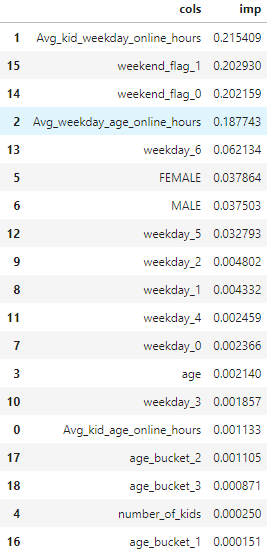 cols imp
1 Avg_kid_weekday_online_hours 0.215409
15 weekend_flag_1 0.202930
14 weekend_flag_0 0.202159
2 Avg_weekday_age_online_hours 0.187743
13 weekday_6 0.062134
5 FEMALE 0.037864
6 MALE 0.037503
12 weekday_5 0.032793
9 weekday_2 0.004802
8 weekday_1 0.004332
11 weekday_4 0.002459
7 weekday_0 0.002366
3 age 0.002140
10 weekday_3 0.001857
0 Avg_kid_age_online_hours 0.001133
17 age_bucket_2 0.001105
18 age_bucket_3 0.000871
4 number_of_kids 0.000250
16 age_bucket_1 0.000151